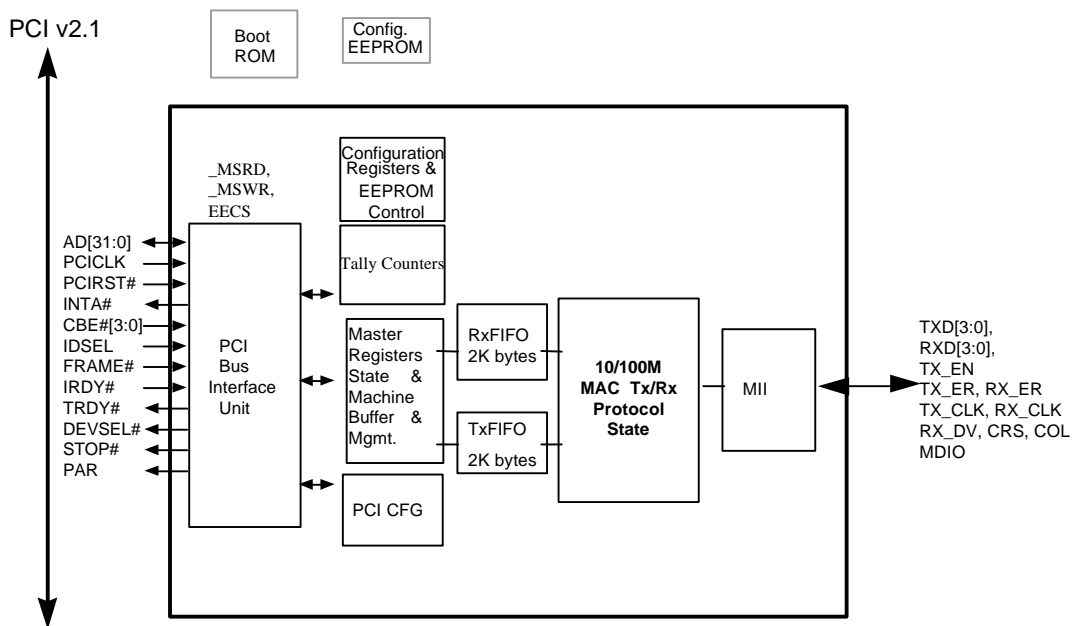 PCI v2.1
Boot
ROM
Config.
EEPROM
_MSRD,
_MSWR,
EECS
Configuration
Registers &
EEPROM
Control
Tally Counters
AD[31:0]
PCICLK
PCIRST#
INTA#
CBE#[3:0]
IDSEL
FRAME#
IRDY#
TRDY#
DEVSEL#
STOP#
PAR
PCI
Bus
Interface
Unit
Master
Registers
State &
Machine
Buffer &
Mgmt.
PCI CFG
RxFIFO
2K bytes
TxFIFO
2K bytes
10/100M
MAC Tx/Rx
Protocol
State
MII
TXD[3:0],
RXD[3:0],
TX_EN
TX_ER, RX_ER
TX_CLK, RX_CLK
RX_DV, CRS, COL
MDIO